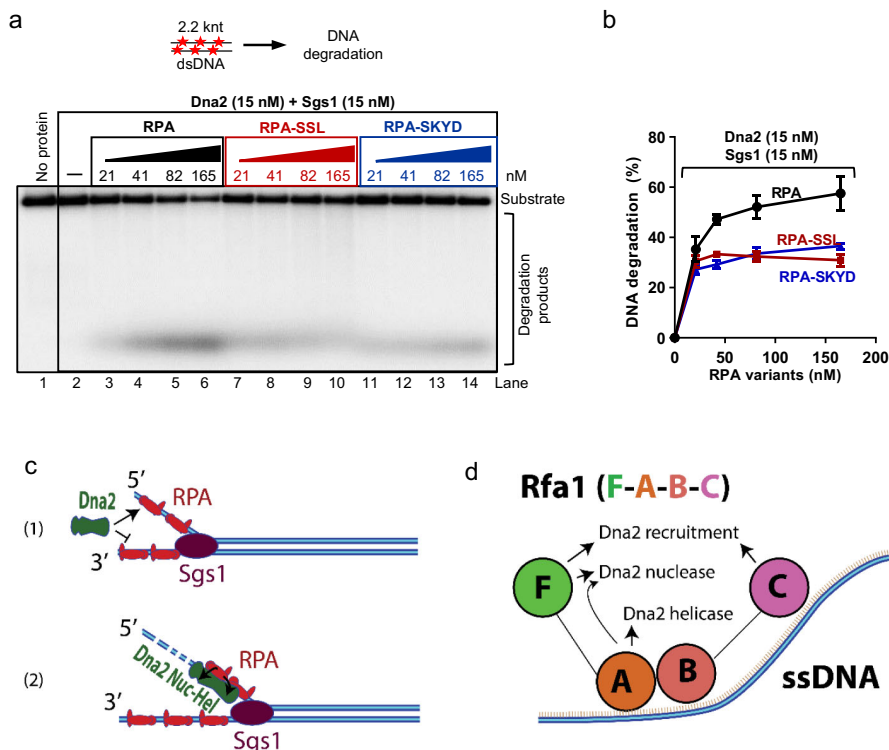 a
2.2 knt
dsDNA
DNA
degradation
No protein
Dna2 (15 nM) + Sgs1 (15 nM)
—
RPA
RPA-SSL
RPA-SKYD
21 41 82 165 21 41 82 165 21 41 82 165 nM
Substrate
Degradation
products
1 2 3 4 5 6 7 8 9 10 11 12 13 14 Lane
b
Dna2 (15 nM)
Sgs1 (15 nM)
DNA degradation (%)
80
60
40
20
0
RPA
RPA-SSL
RPA-SKYD
0 50 100 150 200
RPA variants (nM)
c
(1)
5′
Dna2
RPA
3′
Sgs1
(2)
5′
RPA
Dna2 Nuc-Hel
3′
Sgs1
d
Rfa1 (F-A-B-C)
Dna2 recruitment
Dna2 nuclease
Dna2 helicase
F
A
B
C
ssDNA